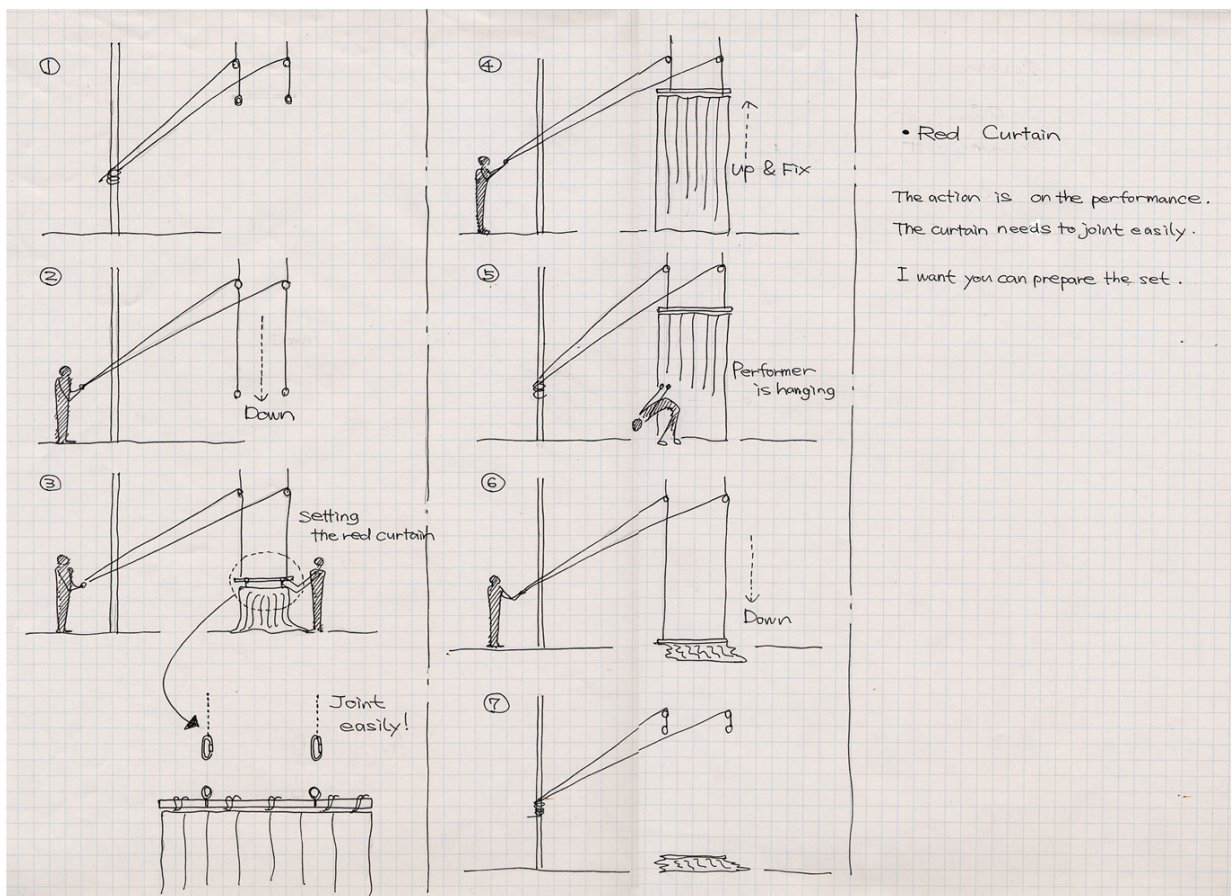 ①
②
Down
③
Setting
the red curtain
Joint
easily!
④
Up & Fix
⑤
Performer
is hanging
⑥
Down
⑦
• Red Curtain
The action is on the performance.
The curtain needs to joint easily.
I want you can prepare the set.